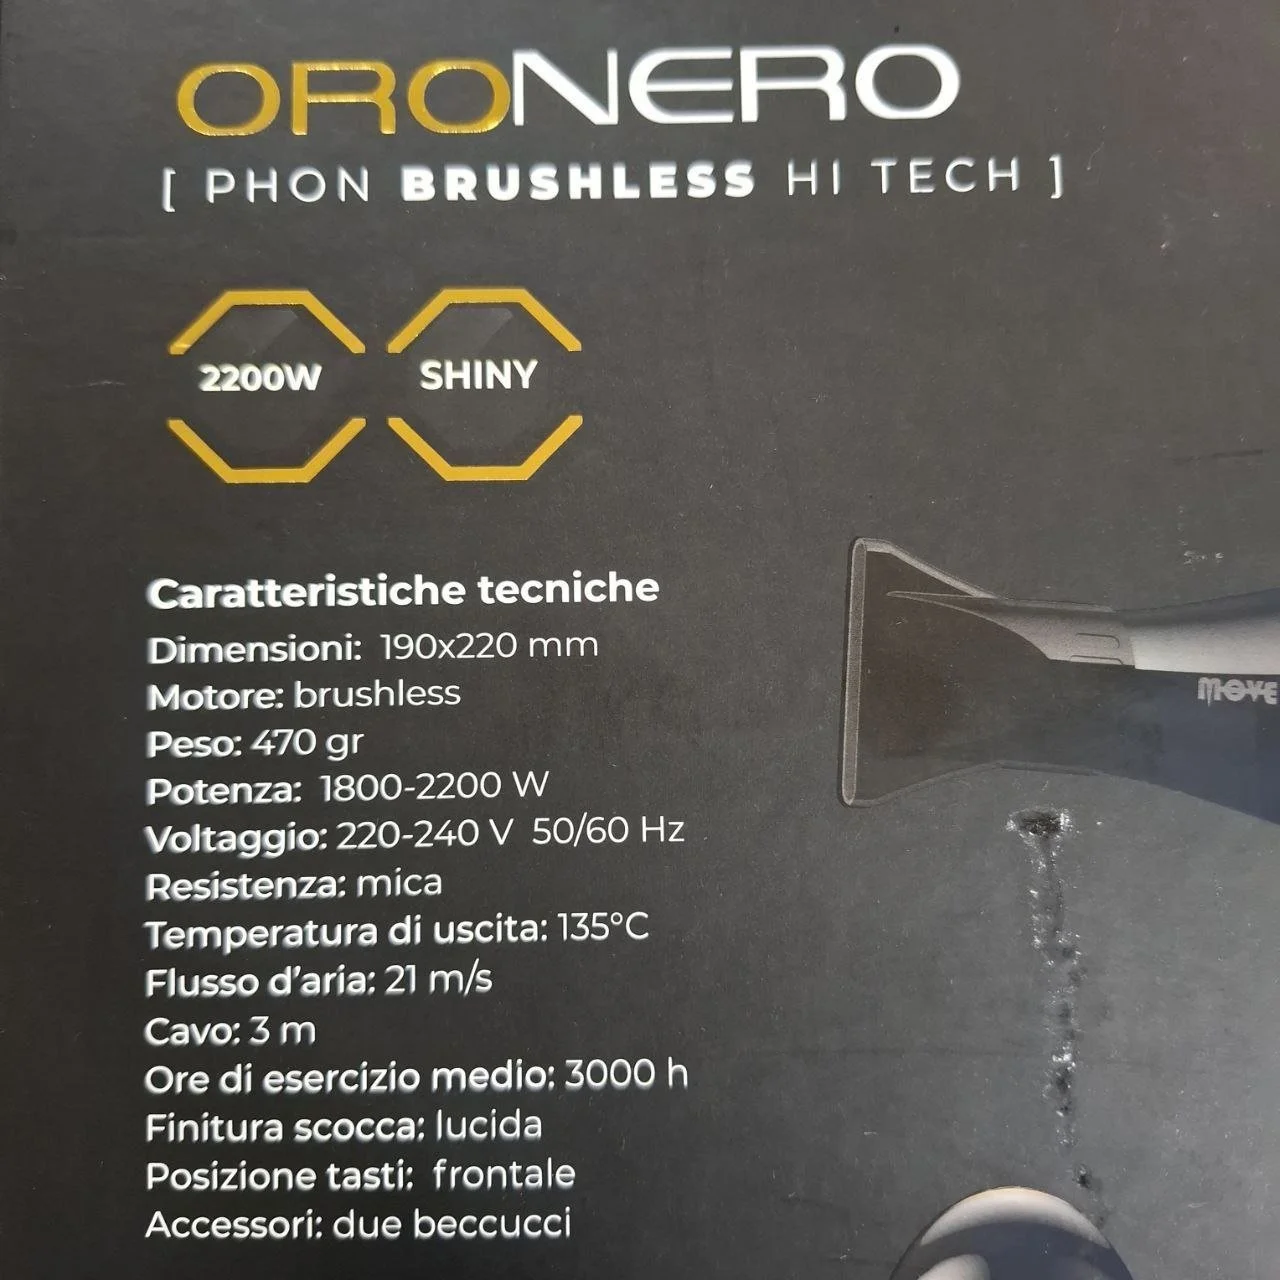 ORONERO
[ PHON BRUSHLESS HI TECH ]
2200W SHINY
Caratteristiche tecniche
Dimensioni: 190x220 mm
Motore: brushless
Peso: 470 gr
Potenza: 1800-2200 W
Voltaggio: 220-240 V 50/60 Hz
Resistenza: mica
Temperatura di uscita: 135°C
Flusso d'aria: 21 m/s
Cavo: 3 m
Ore di esercizio medio: 3000 h
Finitura scocca: lucida
Posizione tasti: frontale
Accessori: due beccucci
MOVE